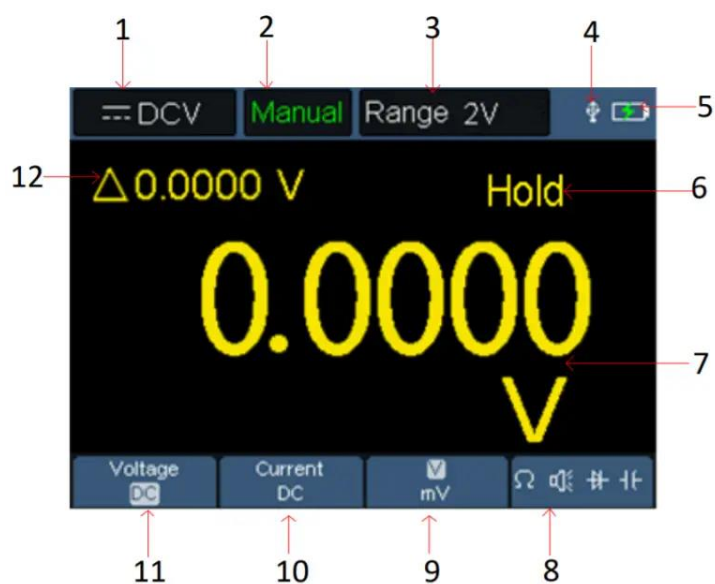 1 2 3 4
DCV Manual Range 2V 5
12 △0.0000 V Hold 6
0.0000 7
V
Voltage Current V Ω
DC DC mV
11 10 9 8